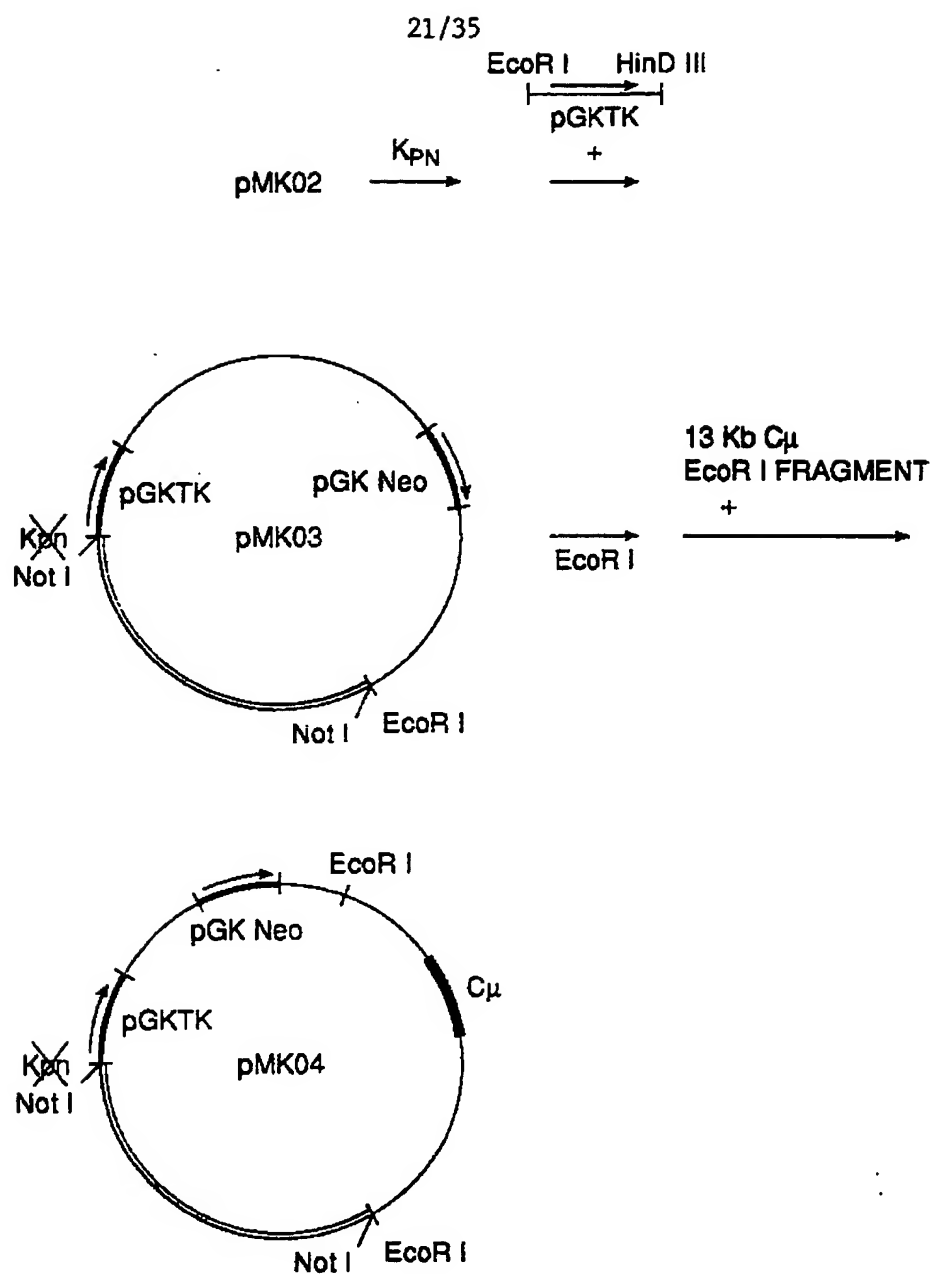 21/35
EcoR I HinD III
pGKTK
pMK02 KPN +
pGKTK
pGK Neo
pMK03
Kpn
Not I
Not I EcoR I
EcoR I
13 Kb Cμ
EcoR I FRAGMENT
+
EcoR I
pGK Neo
Cμ
pGKTK
pMK04
Kpn
Not I
Not I EcoR I